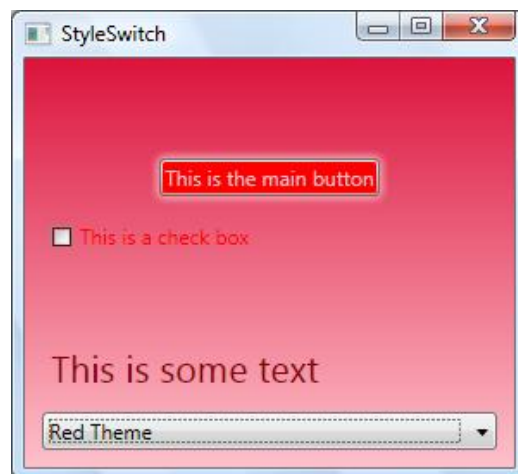 StyleSwitch
This is the main button
This is a check box
This is some text
Red Theme